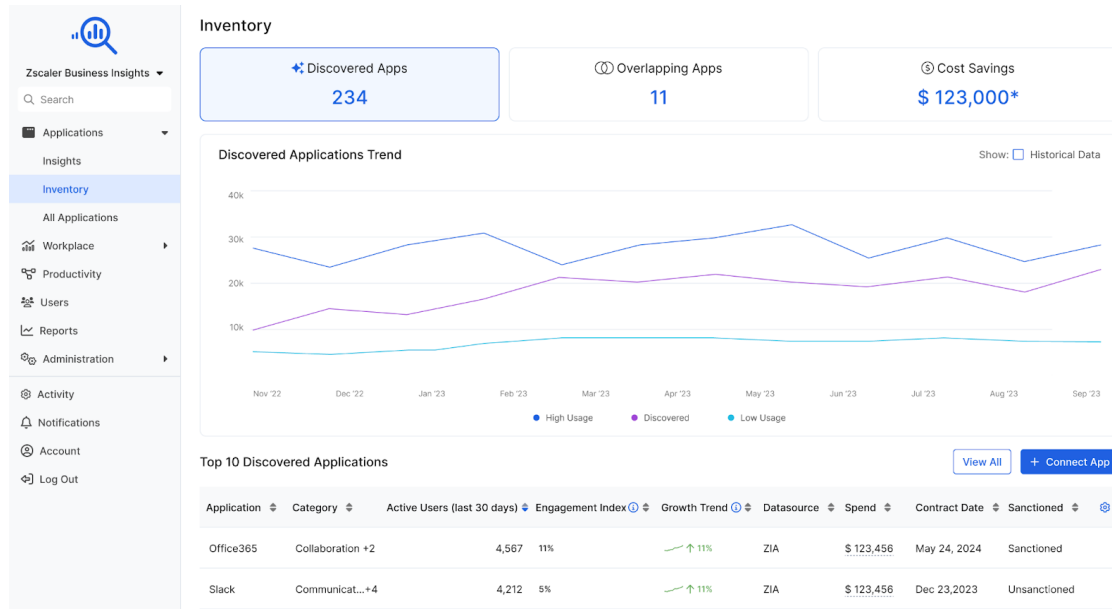 Inventory
Zscaler Business Insights
Search
Applications
Insights
Inventory
All Applications
Workplace
Productivity
Users
Reports
Administration
Activity
Notifications
Account
Log Out
Discovered Apps
234
Overlapping Apps
11
Cost Savings
$ 123,000*
Discovered Applications Trend
Show: Historical Data
40k
30k
20k
10k
Nov '22 Dec '22 Jan '23 Feb '23 Mar '23 Apr '23 May '23 Jun '23 Jul '23 Aug '23 Sep '23
High Usage Discovered Low Usage
Top 10 Discovered Applications
View All
+ Connect App
Application Category Active Users (last 30 days) Engagement Index Growth Trend Datasource Spend Contract Date Sanctioned
Office365 Collaboration +2 4,567 11% 11% ZIA $ 123,456 May 24, 2024 Sanctioned
Slack Communicat...+4 4,212 5% 11% ZIA $ 123,456 Dec 23,2023 Unsanctioned